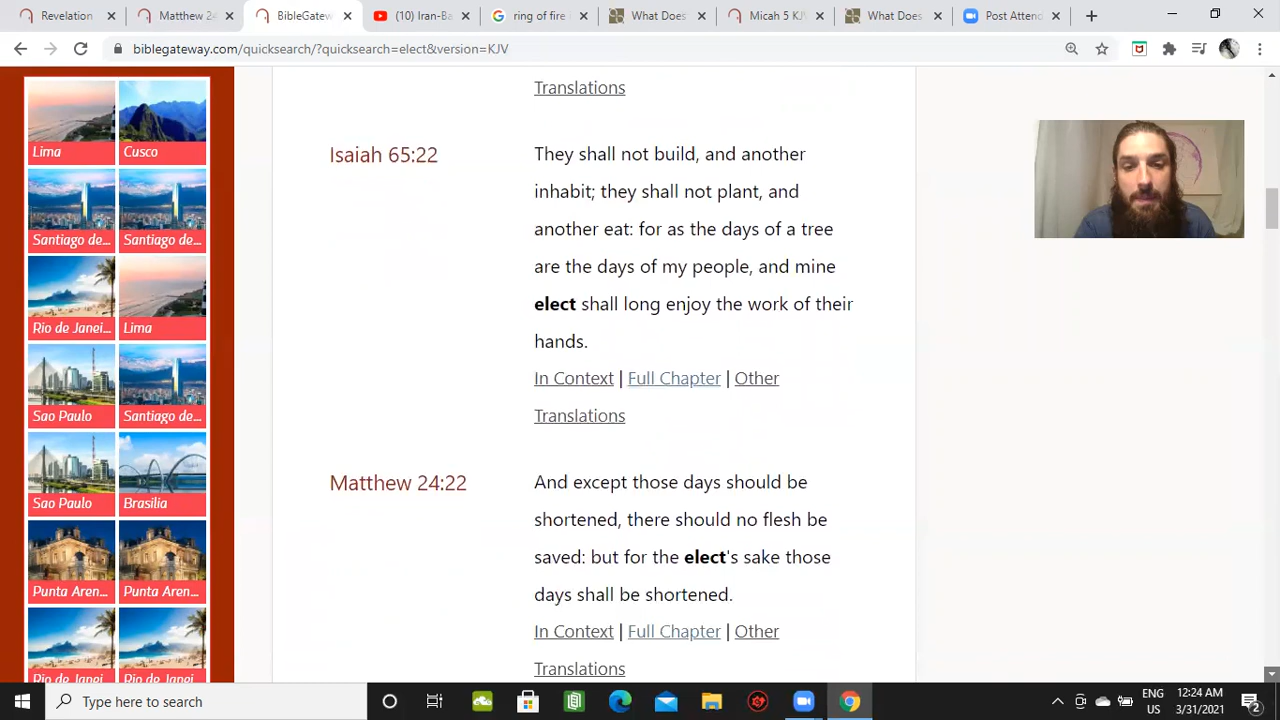 Revelation
Matthew 24
BibleGatew
(10) Iran-Ba
ring of fire
What Does
Micah 5 KJ
What Does
Post Attend
biblegateway.com/quicksearch/?quicksearch=elect&version=KJV
Lima
Cusco
Santiago de...
Santiago de...
Rio de Janei...
Lima
Sao Paulo
Santiago de...
Sao Paulo
Brasilia
Punta Aren...
Punta Aren...
Rio de Janei
Rio de Janei
Translations
Isaiah 65:22
They shall not build, and another
inhabit; they shall not plant, and
another eat: for as the days of a tree
are the days of my people, and mine
elect shall long enjoy the work of their
hands.
In Context | Full Chapter | Other
Translations
Matthew 24:22
And except those days should be
shortened, there should no flesh be
saved: but for the elect's sake those
days shall be shortened.
In Context | Full Chapter | Other
Translations
Type here to search
ENG
US
12:24 AM
3/31/2021
2